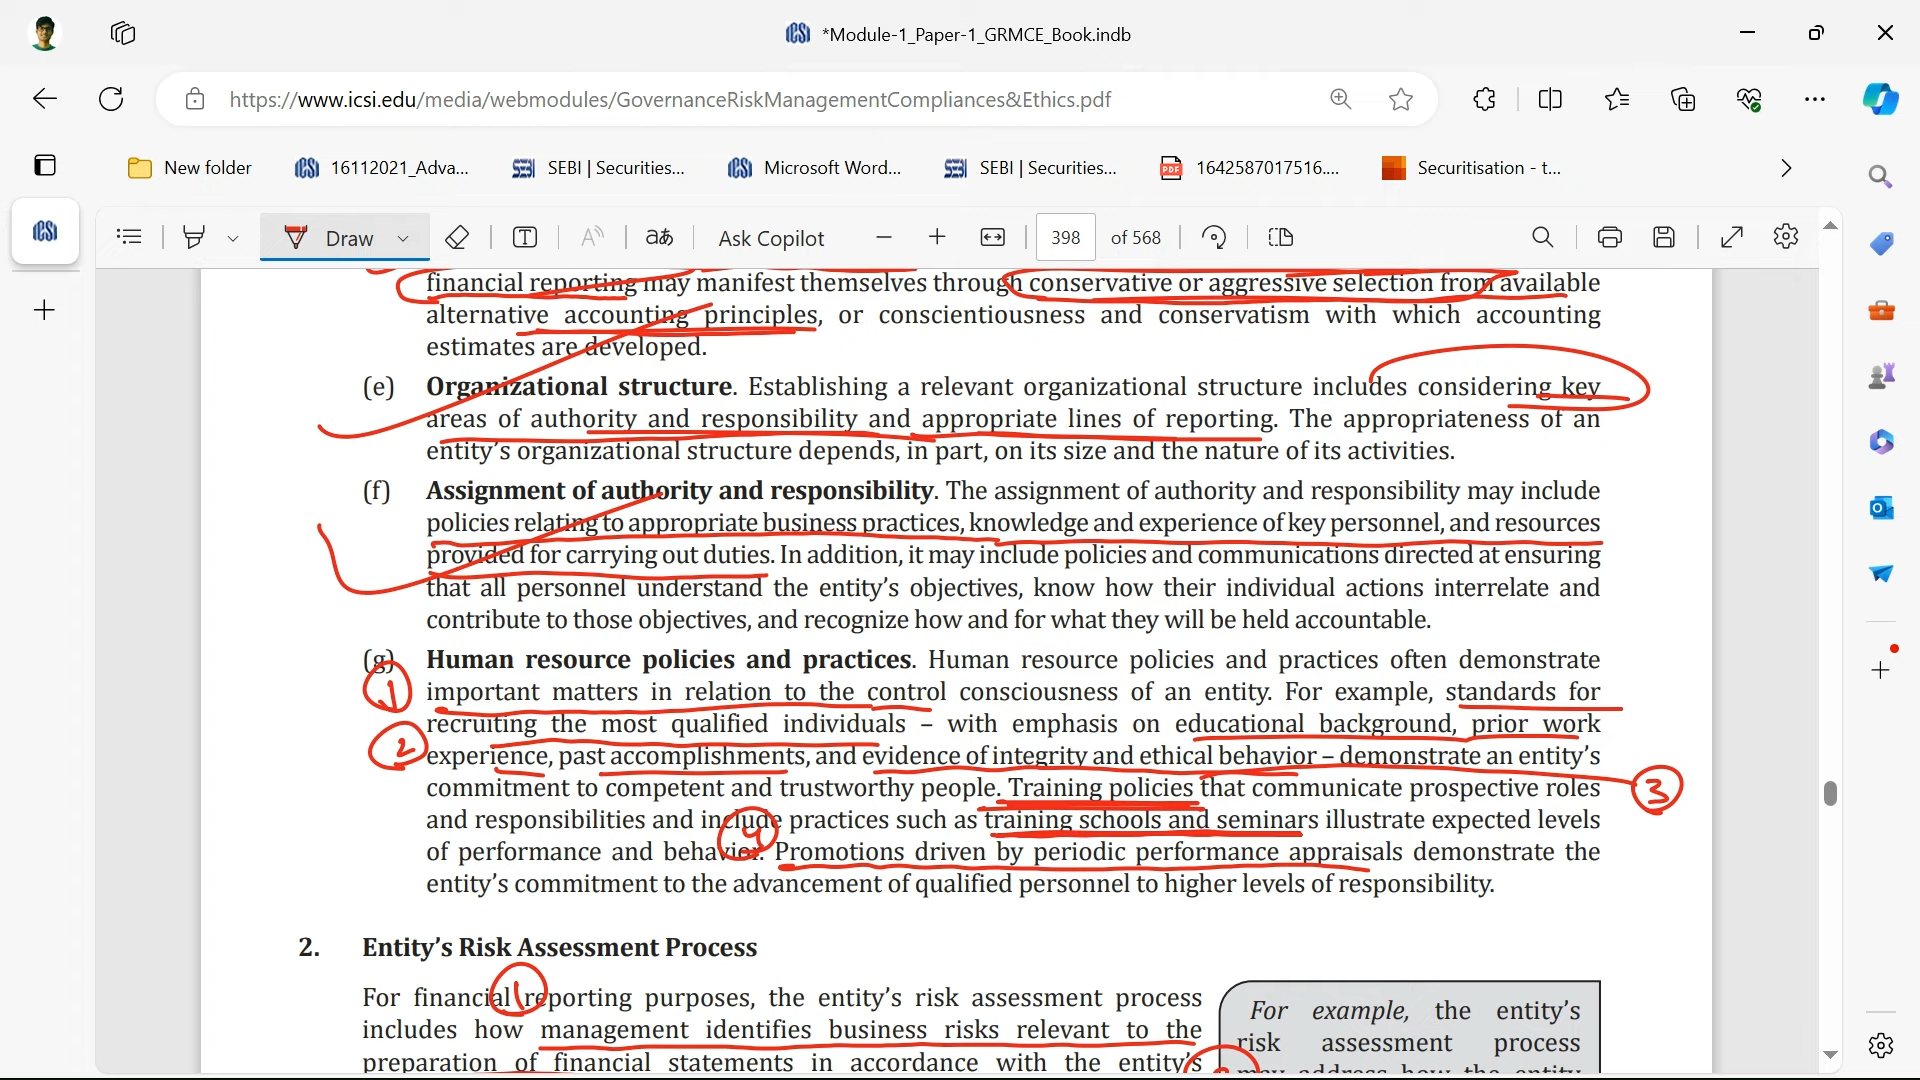 *Module-1_Paper-1_GRMCE_Book.indb
https://www.icsi.edu/media/webmodules/GovernanceRiskManagementCompliances&Ethics.pdf
New folder 16112021_Adva... SEBI | Securities... Microsoft Word... SEBI | Securities... 1642587017516.... Securitisation - t...
Draw Ask Copilot 398 of 568
financial reporting may manifest themselves through conservative or aggressive selection from available
alternative accounting principles, or conscientiousness and conservatism with which accounting
estimates are developed.
(e) Organizational structure. Establishing a relevant organizational structure includes considering key
areas of authority and responsibility and appropriate lines of reporting. The appropriateness of an
entity's organizational structure depends, in part, on its size and the nature of its activities.
(f) Assignment of authority and responsibility. The assignment of authority and responsibility may include
policies relating to appropriate business practices, knowledge and experience of key personnel, and resources
provided for carrying out duties. In addition, it may include policies and communications directed at ensuring
that all personnel understand the entity's objectives, know how their individual actions interrelate and
contribute to those objectives, and recognize how and for what they will be held accountable.
(g) Human resource policies and practices. Human resource policies and practices often demonstrate
1 important matters in relation to the control consciousness of an entity. For example, standards for
recruiting the most qualified individuals – with emphasis on educational background, prior work
2 experience, past accomplishments, and evidence of integrity and ethical behavior – demonstrate an entity's
commitment to competent and trustworthy people. Training policies that communicate prospective roles 3
and responsibilities and include practices such as training schools and seminars illustrate expected levels
4
of performance and behavior. Promotions driven by periodic performance appraisals demonstrate the
entity's commitment to the advancement of qualified personnel to higher levels of responsibility.
2. Entity's Risk Assessment Process
1
For financial reporting purposes, the entity's risk assessment process
includes how management identifies business risks relevant to the
preparation of financial statements in accordance with the entity's
For example, the entity's
risk assessment process
may address how the entity